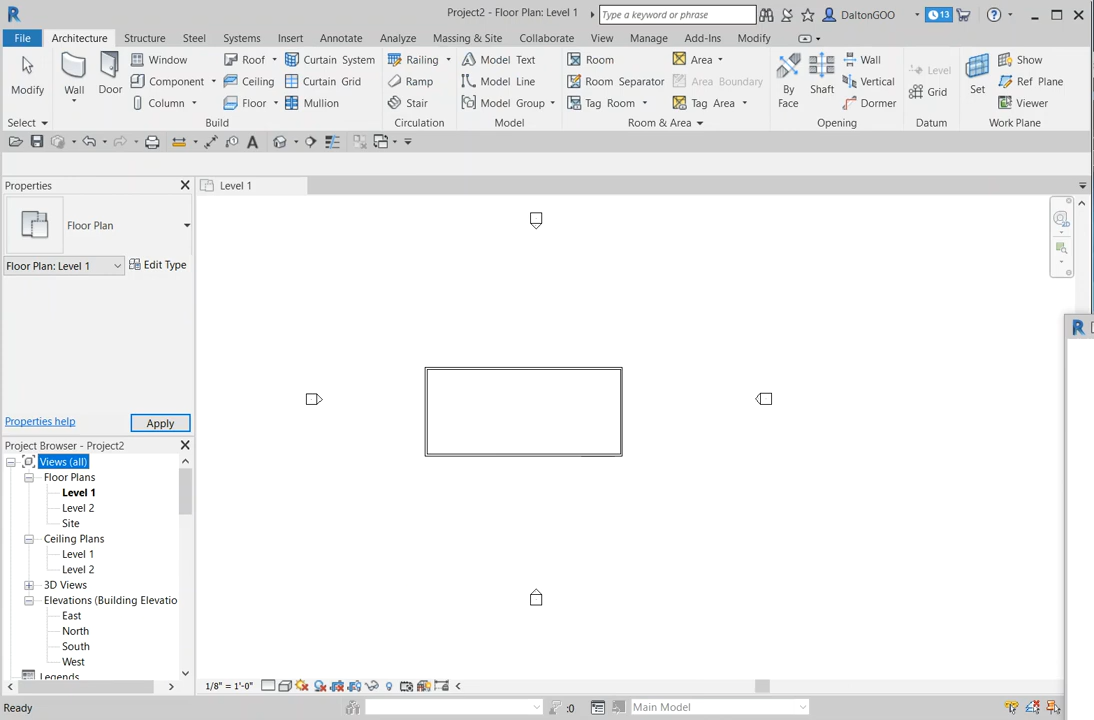 Project2 - Floor Plan: Level 1
Type a keyword or phrase
DaltonGOO
13
File Architecture Structure Steel Systems Insert Annotate Analyze Massing & Site Collaborate View Manage Add-Ins Modify
Modify
Select
Wall
Door
Window
Component
Column
Roof
Ceiling
Floor
Curtain System
Curtain Grid
Mullion
Build
Railing
Ramp
Stair
Circulation
Model Text
Model Line
Model Group
Model
Room
Room Separator
Tag Room
Area
Area Boundary
Tag Area
Room & Area
By Face
Shaft
Wall
Vertical
Dormer
Opening
Level
Grid
Datum
Set
Show
Ref Plane
Viewer
Work Plane
Properties
Level 1
Floor Plan
Floor Plan: Level 1
Edit Type
Properties help
Apply
Project Browser - Project2
Views (all)
Floor Plans
Level 1
Level 2
Site
Ceiling Plans
Level 1
Level 2
3D Views
Elevations (Building Elevatio
East
North
South
West
Legends
1/8" = 1'-0"
Ready
:0
Main Model